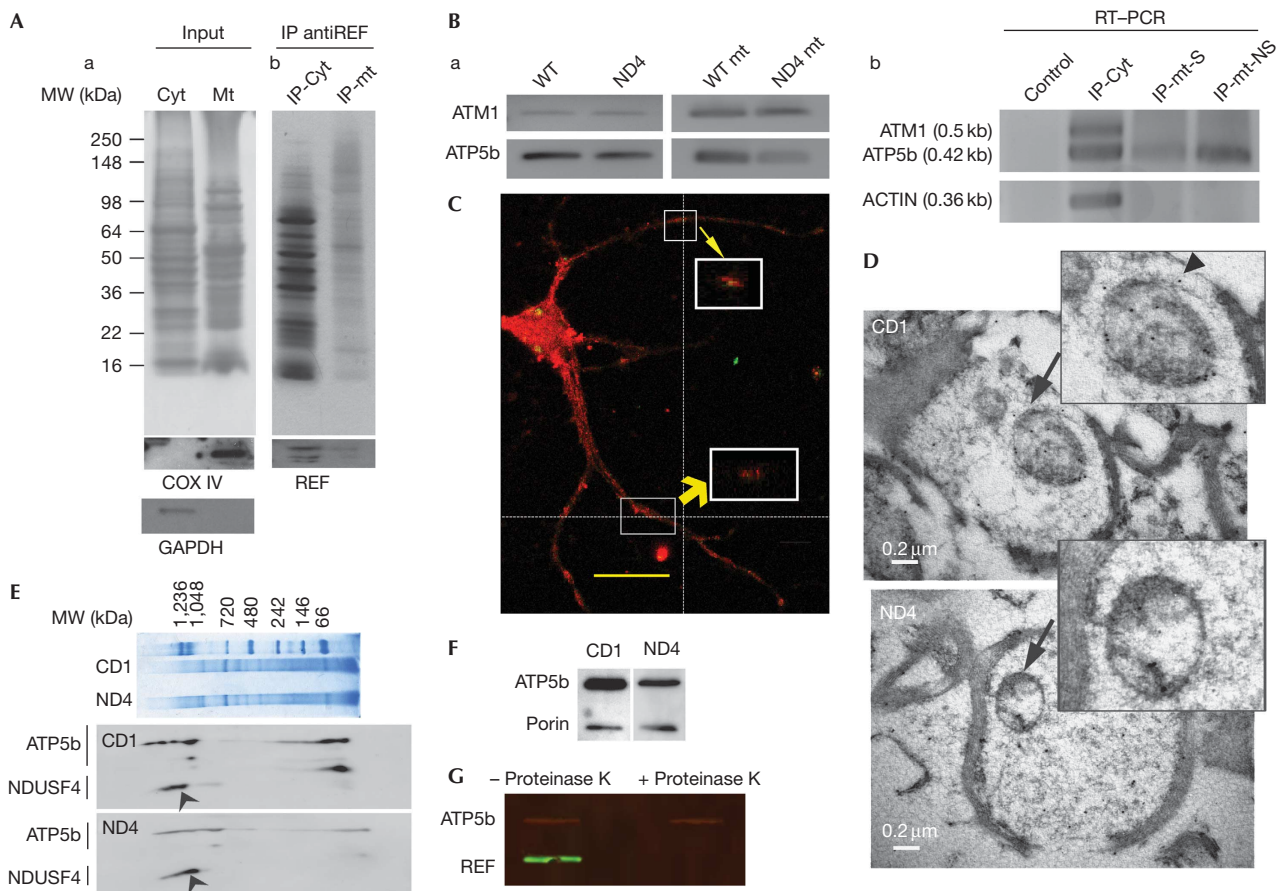 A
Input
IP antiREF
a
b
MW (kDa)
Cyt
Mt
IP-Cyt
IP-mt
250
148
98
64
50
36
22
16
COX IV
REF
GAPDH
B
a
WT
ND4
WT mt
ND4 mt
ATM1
ATP5b
RT–PCR
b
Control
IP-Cyt
IP-mt-S
IP-mt-NS
ATM1 (0.5 kb)
ATP5b (0.42 kb)
ACTIN (0.36 kb)
C
D
CD1
0.2 μm
ND4
0.2 μm
E
MW (kDa)
1,236
1,048
720
480
242
146
66
CD1
ND4
ATP5b
CD1
NDUSF4
ATP5b
ND4
NDUSF4
F
CD1
ND4
ATP5b
Porin
G
– Proteinase K
+ Proteinase K
ATP5b
REF